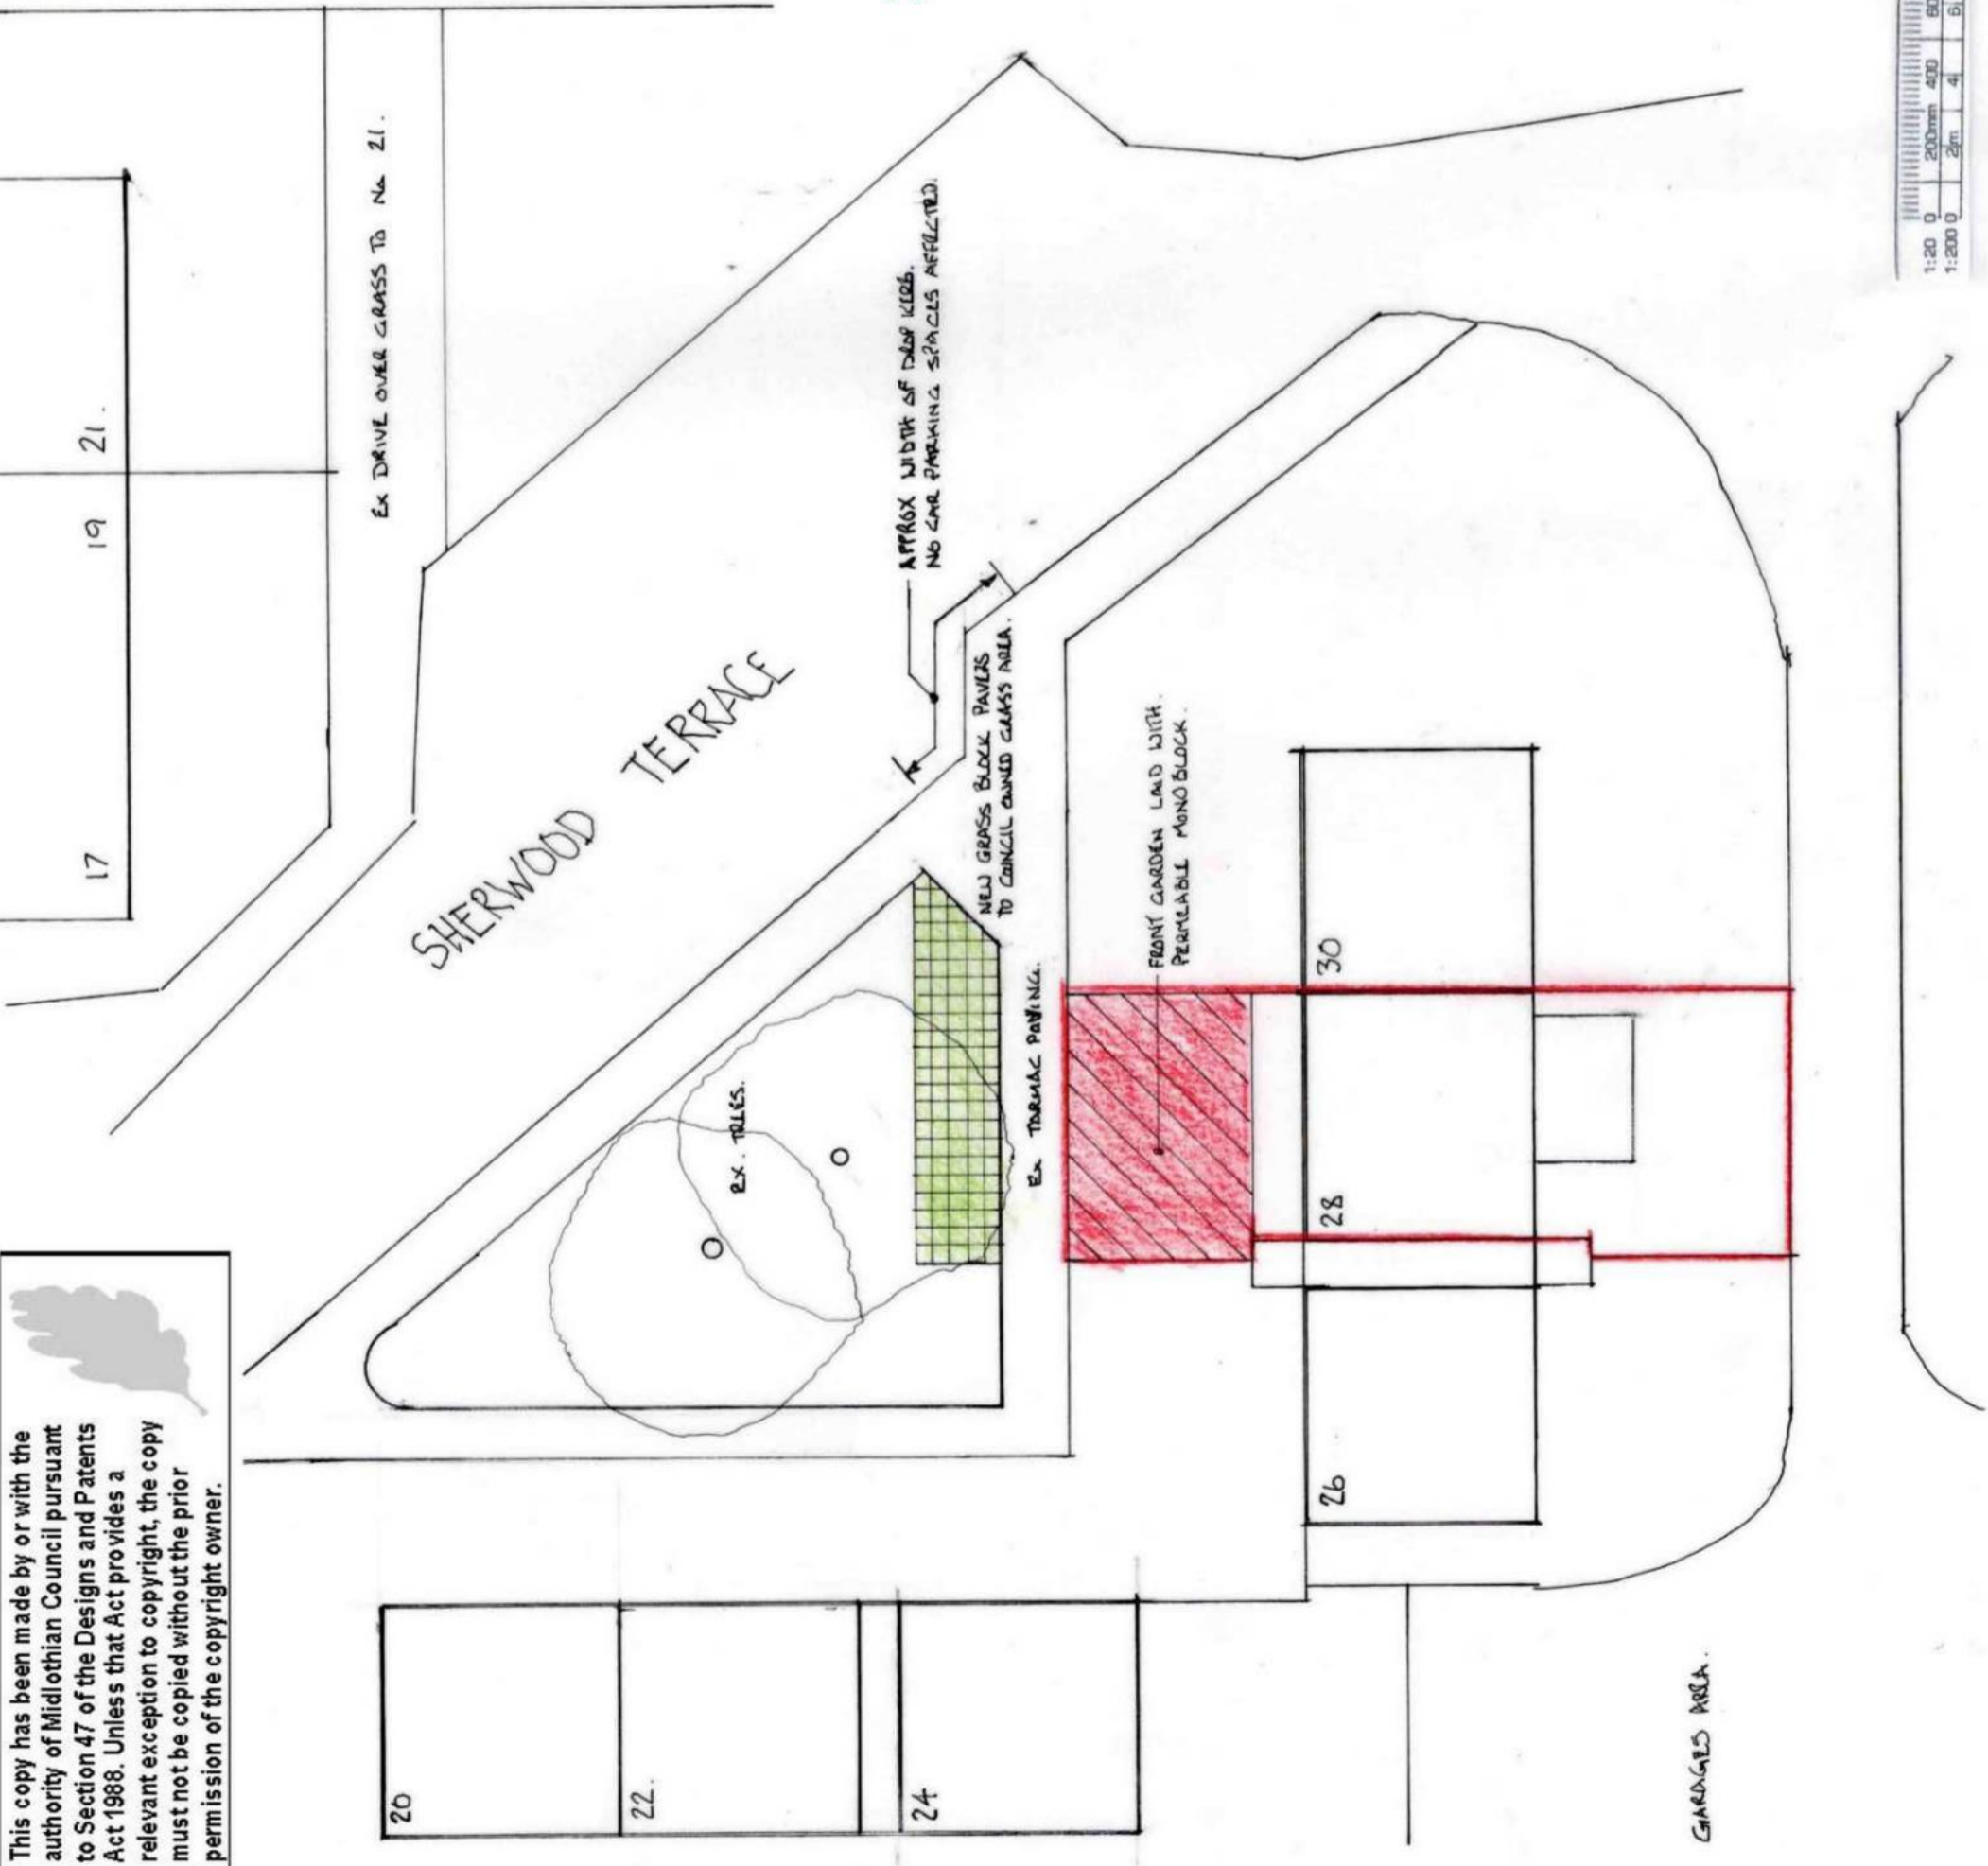 This copy has been made by or with the
authority of Midlothian Council pursuant
to Section 47 of the Designs and Patents
Act 1988. Unless that Act provides a
relevant exception to copyright, the copy
must not be copied without the prior
permission of the copyright owner.
17
19
21.
EX DRIVE OVER GRASS TO No 21.
SHERWOOD TERRACE
APPROX WIDTH OF DROP KERB.
NO CAR PARKING SPACES AFFECTED.
NEW GRASS BLOCK PAVERS
TO COUNCIL OWNED GRASS AREA.
EX. TREES.
EX TARMAC PAVING.
FRONT GARDEN LAID WITH
PERMEABLE MONOBLOCK.
20
22.
24
26
28
30
GARAGES AREA.
1:20 0 200mm 400 60
1:200 0 2m 4 6